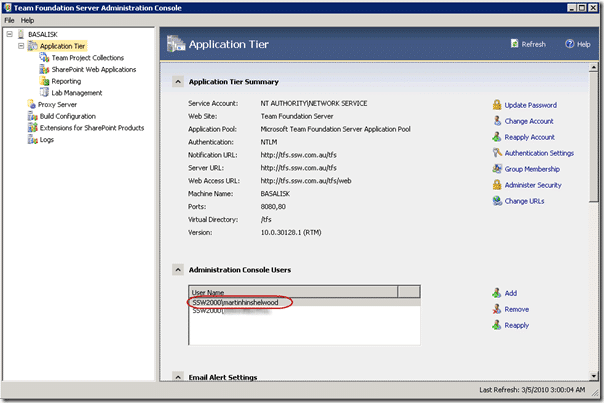 Team Foundation Server Administration Console
File Help
BASALISK
Application Tier
Team Project Collections
SharePoint Web Applications
Reporting
Lab Management
Proxy Server
Build Configuration
Extensions for SharePoint Products
Logs
Application Tier
Refresh
Help
Application Tier Summary
Service Account: NT AUTHORITY\NETWORK SERVICE
Web Site: Team Foundation Server
Application Pool: Microsoft Team Foundation Server Application Pool
Authentication: NTLM
Notification URL: http://tfs.ssw.com.au/tfs
Server URL: http://tfs.ssw.com.au/tfs
Web Access URL: http://tfs.ssw.com.au/tfs/web
Machine Name: BASALISK
Ports: 8080,80
Virtual Directory: /tfs
Version: 10.0.30128.1 (RTM)
Update Password
Change Account
Reapply Account
Authentication Settings
Group Membership
Administer Security
Change URLs
Administration Console Users
User Name
SSW2000\martinhinshelwood
SSW2000\
Add
Remove
Reapply
Email Alert Settings
Last Refresh: 3/5/2010 3:00:04 AM